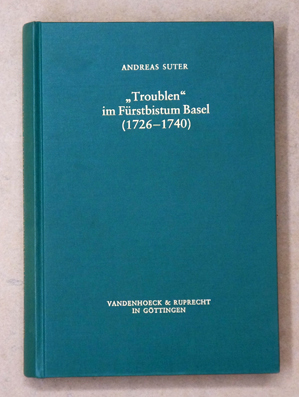 ANDREAS SUTER
„Troublen“
im Fürstbistum Basel
(1726–1740)
VANDENHOECK & RUPRECHT
IN GÖTTINGEN